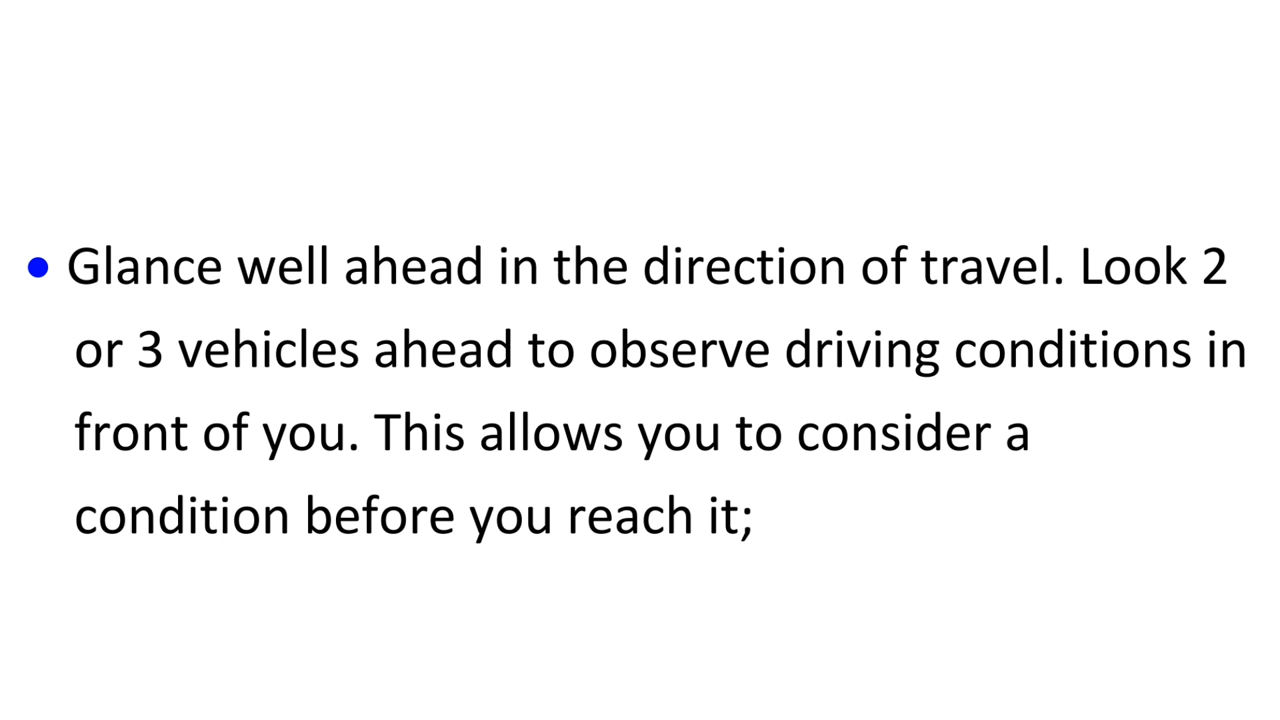 • Glance well ahead in the direction of travel. Look 2
or 3 vehicles ahead to observe driving conditions in
front of you. This allows you to consider a
condition before you reach it;